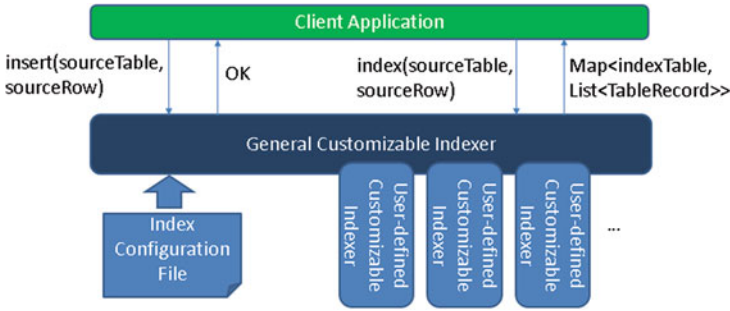 Client Application
insert(sourceTable,
sourceRow)
OK
index(sourceTable,
sourceRow)
Map<indexTable,
List<TableRecord>>
General Customizable Indexer
Index
Configuration
File
User-defined
Customizable
Indexer
User-defined
Customizable
Indexer
User-defined
Customizable
Indexer
...